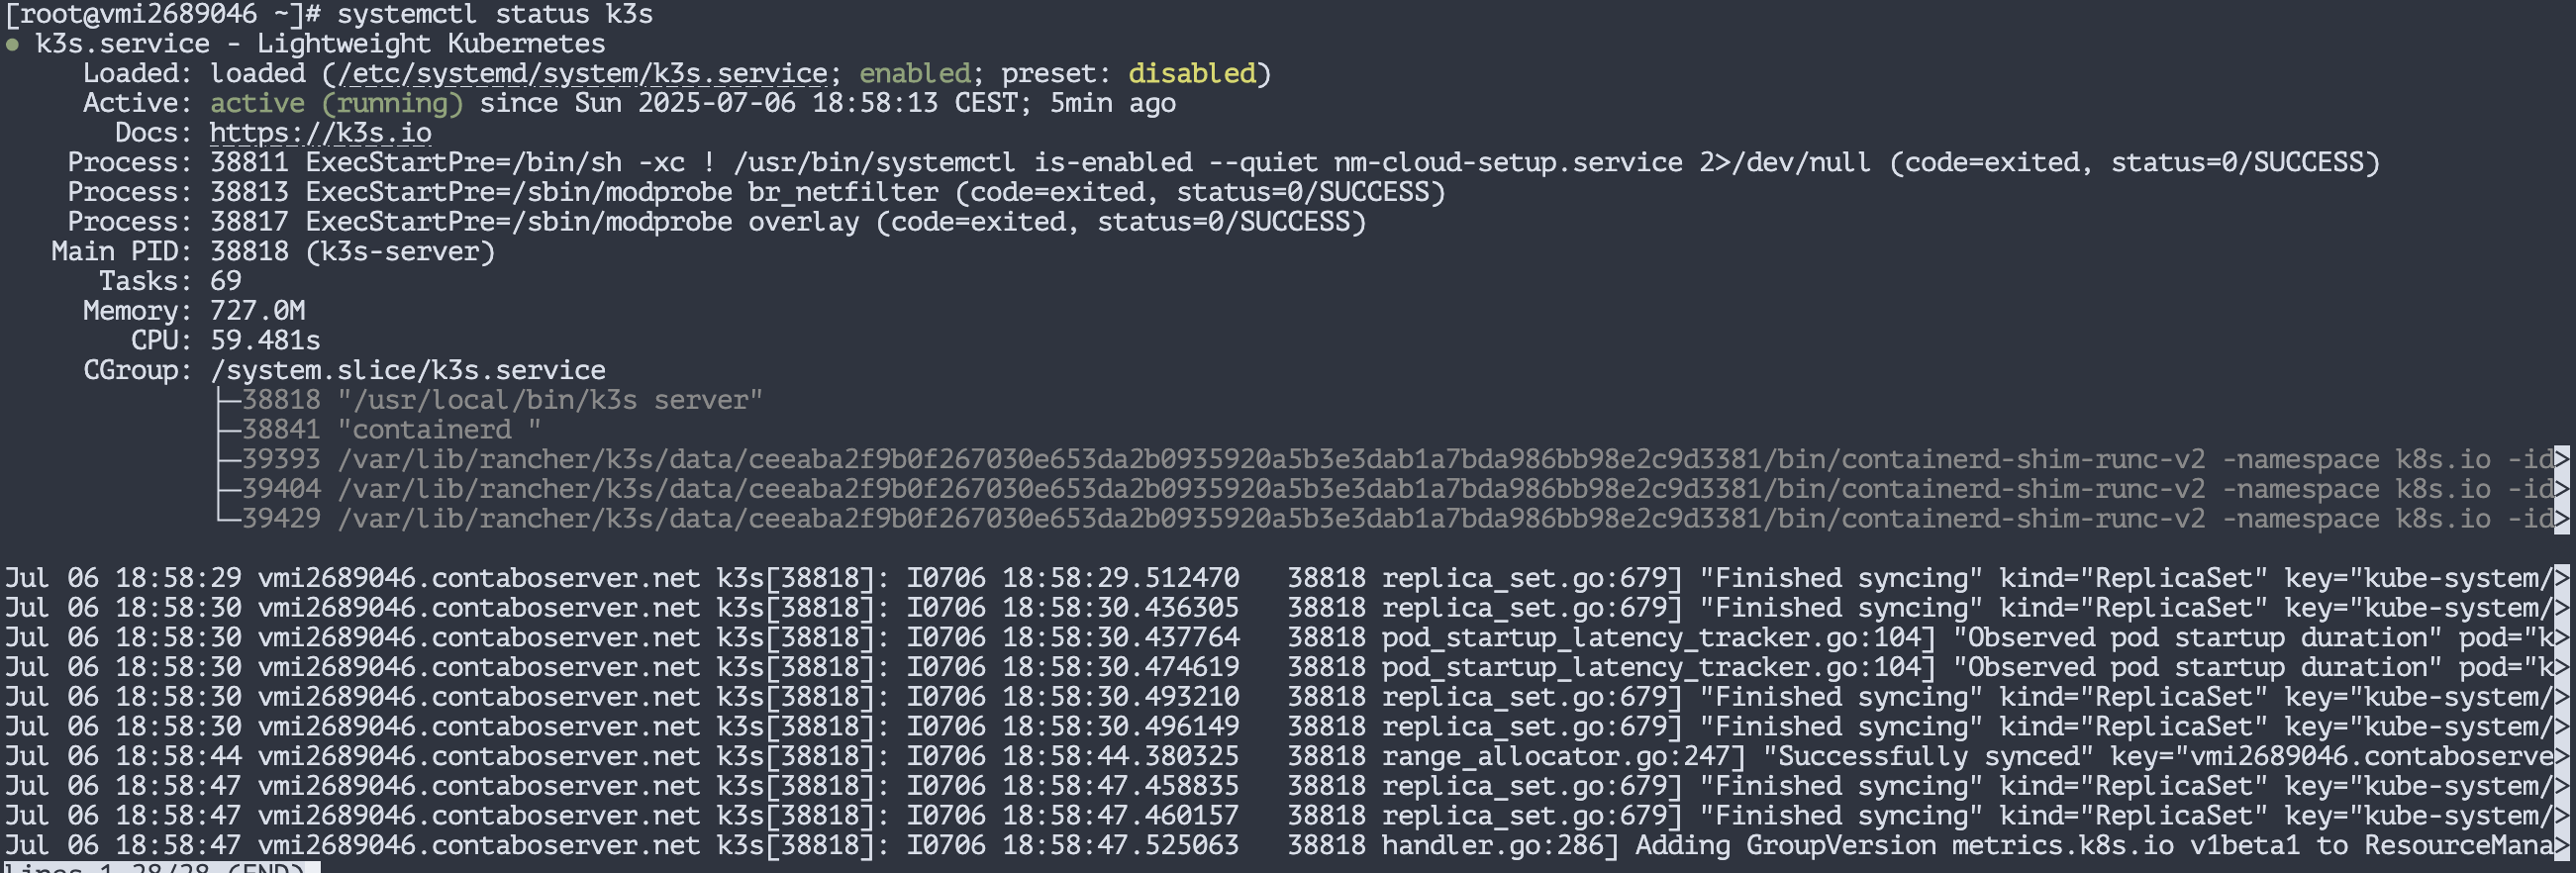 [root@vmi2689046 ~]# systemctl status k3s
● k3s.service - Lightweight Kubernetes
     Loaded: loaded (/etc/systemd/system/k3s.service; enabled; preset: disabled)
     Active: active (running) since Sun 2025-07-06 18:58:13 CEST; 5min ago
       Docs: https://k3s.io
    Process: 38811 ExecStartPre=/bin/sh -xc ! /usr/bin/systemctl is-enabled --quiet nm-cloud-setup.service 2>/dev/null (code=exited, status=0/SUCCESS)
    Process: 38813 ExecStartPre=/sbin/modprobe br_netfilter (code=exited, status=0/SUCCESS)
    Process: 38817 ExecStartPre=/sbin/modprobe overlay (code=exited, status=0/SUCCESS)
   Main PID: 38818 (k3s-server)
      Tasks: 69
     Memory: 727.0M
        CPU: 59.481s
     CGroup: /system.slice/k3s.service
             ├─38818 "/usr/local/bin/k3s server"
             ├─38841 "containerd "
             ├─39393 /var/lib/rancher/k3s/data/ceeaba2f9b0f267030e653da2b0935920a5b3e3dab1a7bda986bb98e2c9d3381/bin/containerd-shim-runc-v2 -namespace k8s.io -id>
             ├─39404 /var/lib/rancher/k3s/data/ceeaba2f9b0f267030e653da2b0935920a5b3e3dab1a7bda986bb98e2c9d3381/bin/containerd-shim-runc-v2 -namespace k8s.io -id>
             └─39429 /var/lib/rancher/k3s/data/ceeaba2f9b0f267030e653da2b0935920a5b3e3dab1a7bda986bb98e2c9d3381/bin/containerd-shim-runc-v2 -namespace k8s.io -id>
Jul 06 18:58:29 vmi2689046.contaboserver.net k3s[38818]: I0706 18:58:29.512470   38818 replica_set.go:679] "Finished syncing" kind="ReplicaSet" key="kube-system/>
Jul 06 18:58:30 vmi2689046.contaboserver.net k3s[38818]: I0706 18:58:30.436305   38818 replica_set.go:679] "Finished syncing" kind="ReplicaSet" key="kube-system/>
Jul 06 18:58:30 vmi2689046.contaboserver.net k3s[38818]: I0706 18:58:30.437764   38818 pod_startup_latency_tracker.go:104] "Observed pod startup duration" pod="k>
Jul 06 18:58:30 vmi2689046.contaboserver.net k3s[38818]: I0706 18:58:30.474619   38818 pod_startup_latency_tracker.go:104] "Observed pod startup duration" pod="k>
Jul 06 18:58:30 vmi2689046.contaboserver.net k3s[38818]: I0706 18:58:30.493210   38818 replica_set.go:679] "Finished syncing" kind="ReplicaSet" key="kube-system/>
Jul 06 18:58:30 vmi2689046.contaboserver.net k3s[38818]: I0706 18:58:30.496149   38818 replica_set.go:679] "Finished syncing" kind="ReplicaSet" key="kube-system/>
Jul 06 18:58:44 vmi2689046.contaboserver.net k3s[38818]: I0706 18:58:44.380325   38818 range_allocator.go:247] "Successfully synced" key="vmi2689046.contaboserve>
Jul 06 18:58:47 vmi2689046.contaboserver.net k3s[38818]: I0706 18:58:47.458835   38818 replica_set.go:679] "Finished syncing" kind="ReplicaSet" key="kube-system/>
Jul 06 18:58:47 vmi2689046.contaboserver.net k3s[38818]: I0706 18:58:47.460157   38818 replica_set.go:679] "Finished syncing" kind="ReplicaSet" key="kube-system/>
Jul 06 18:58:47 vmi2689046.contaboserver.net k3s[38818]: I0706 18:58:47.525063   38818 handler.go:286] Adding GroupVersion metrics.k8s.io v1beta1 to ResourceMana>
lines 1-28/28 (END)